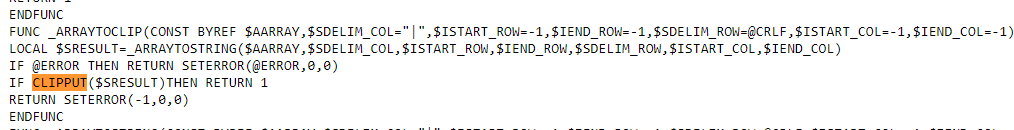 ENDFUNC
FUNC _ARRAYTOCLIP(CONST BYREF $AARRAY,$SDELIM_COL="|",$ISTART_ROW=-1,$IEND_ROW=-1,$SDELIM_ROW=@CRLF,$ISTART_COL=-1,$IEND_COL=-1)
LOCAL $SRESULT=_ARRAYTOSTRING($AARRAY,$SDELIM_COL,$ISTART_ROW,$IEND_ROW,$SDELIM_ROW,$ISTART_COL,$IEND_COL)
IF @ERROR THEN RETURN SETERROR(@ERROR,0,0)
IF CLIPPUT($SRESULT)THEN RETURN 1
RETURN SETERROR(-1,0,0)
ENDFUNC